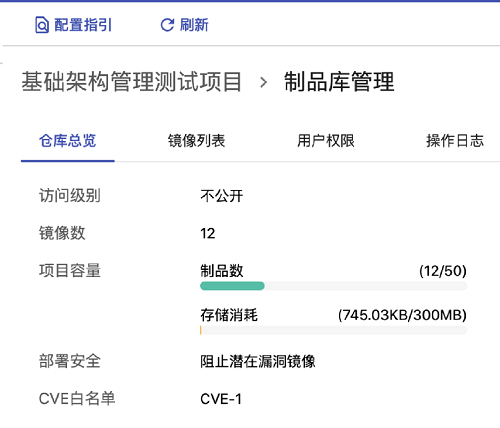 配置指引 刷新
基础架构管理测试项目 > 制品库管理
仓库总览 镜像列表 用户权限 操作日志
访问级别 不公开
镜像数 12
项目容量 制品数 (12/50)
存储消耗 (745.03KB/300MB)
部署安全 阻止潜在漏洞镜像
CVE白名单 CVE-1